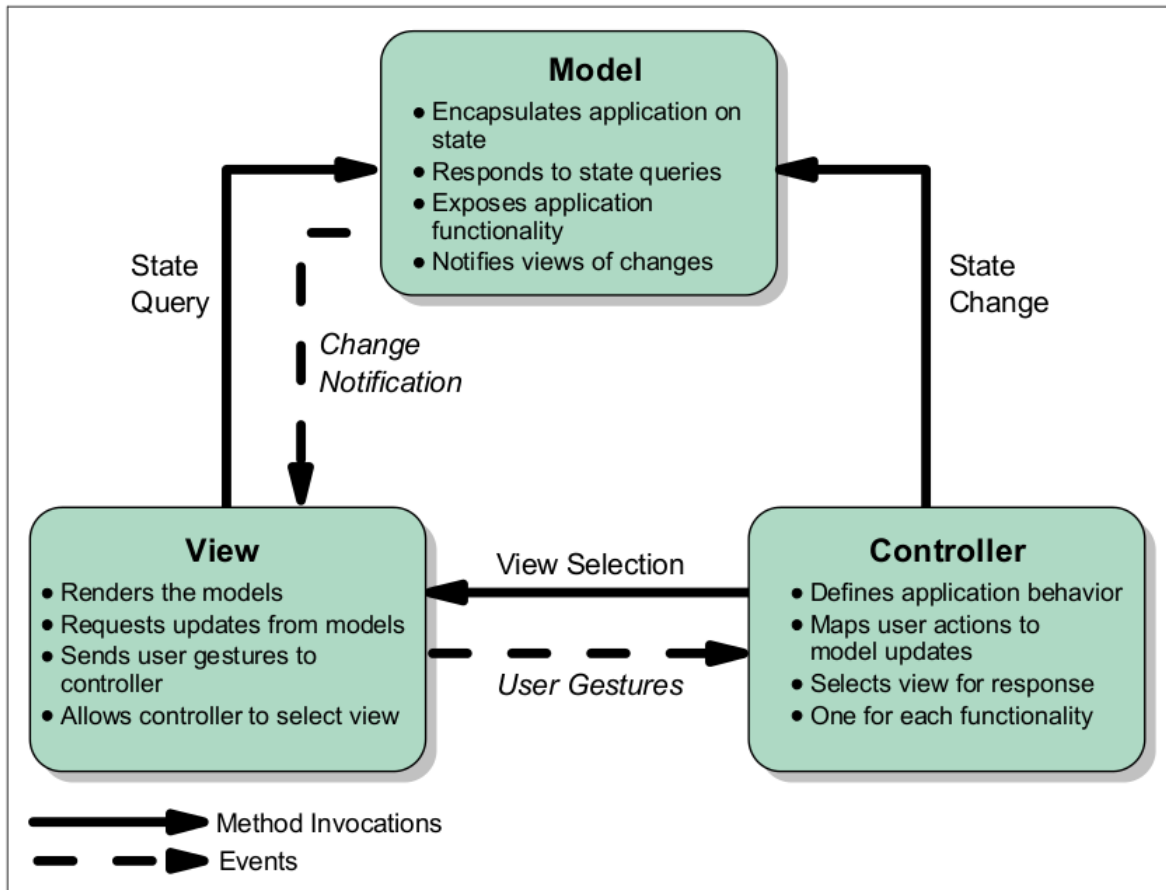 Model
● Encapsulates application on
state
● Responds to state queries
● Exposes application
functionality
● Notifies views of changes
State
Query
Change
Notification
State
Change
View
● Renders the models
● Requests updates from models
● Sends user gestures to
controller
● Allows controller to select view
View Selection
User Gestures
Controller
● Defines application behavior
● Maps user actions to
model updates
● Selects view for response
● One for each functionality
Method Invocations
Events